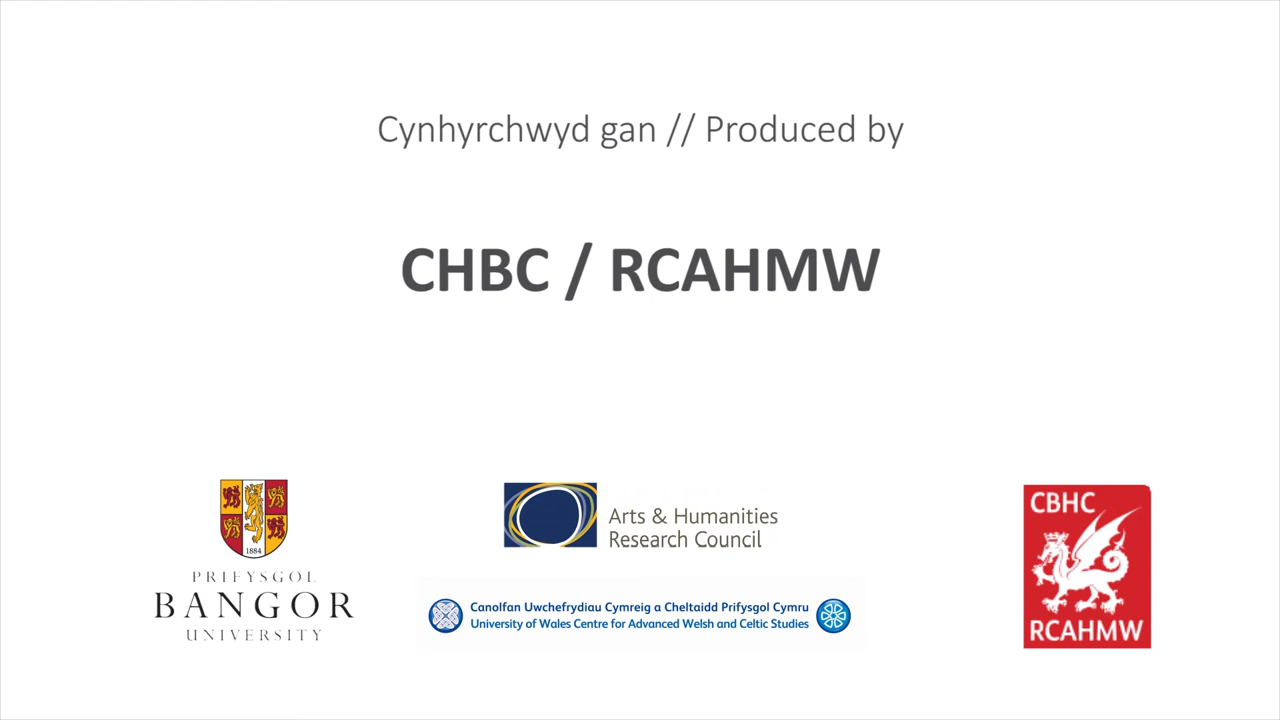 Cynhyrchwyd gan // Produced by
CHBC / RCAHMW
1884
PRIFYSGOL
BANGOR
UNIVERSITY
Arts & Humanities
Research Council
Canolfan Uwchefrydiau Cymreig a Cheltaidd Prifysgol Cymru
University of Wales Centre for Advanced Welsh and Celtic Studies
CBHC
RCAHMW